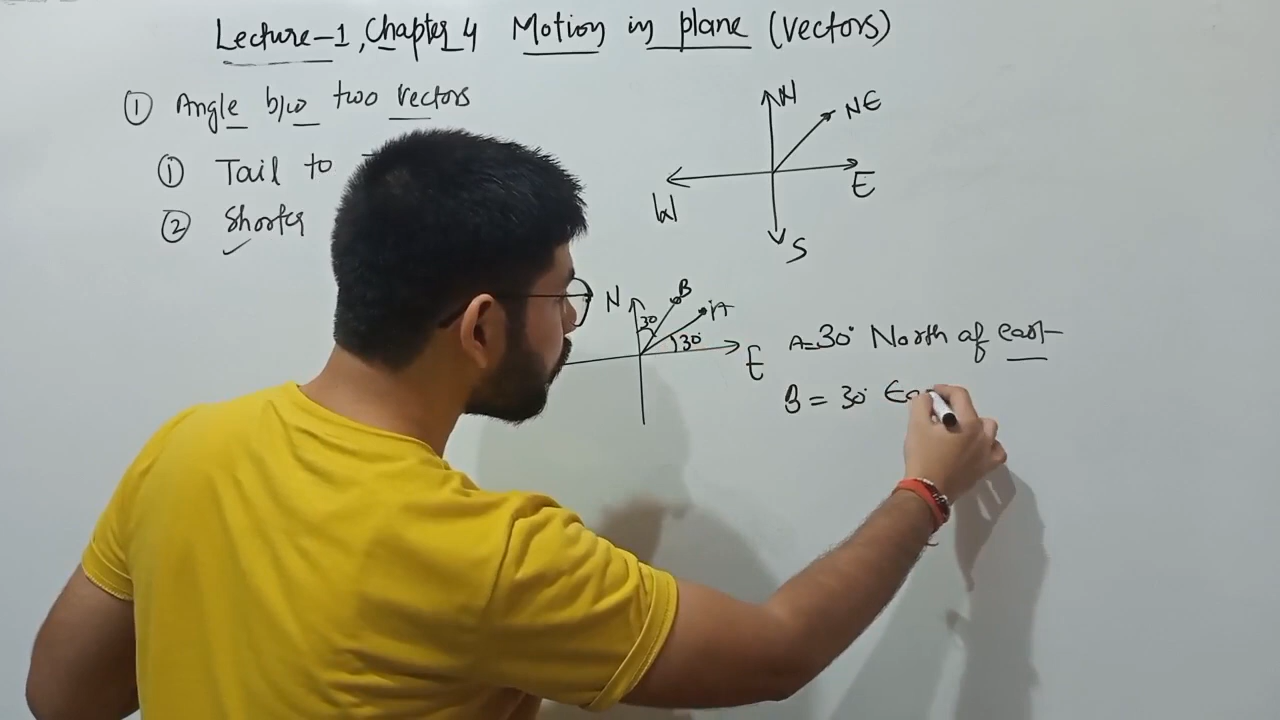 Lecture-1, Chapter 4 Motion in plane (vectors)
① Angle b/w two vectors
① Tail to
② Shorter
N
NE
W
E
S
N
B
A
30
30°
E
A=30° North of east
B = 30° Ea